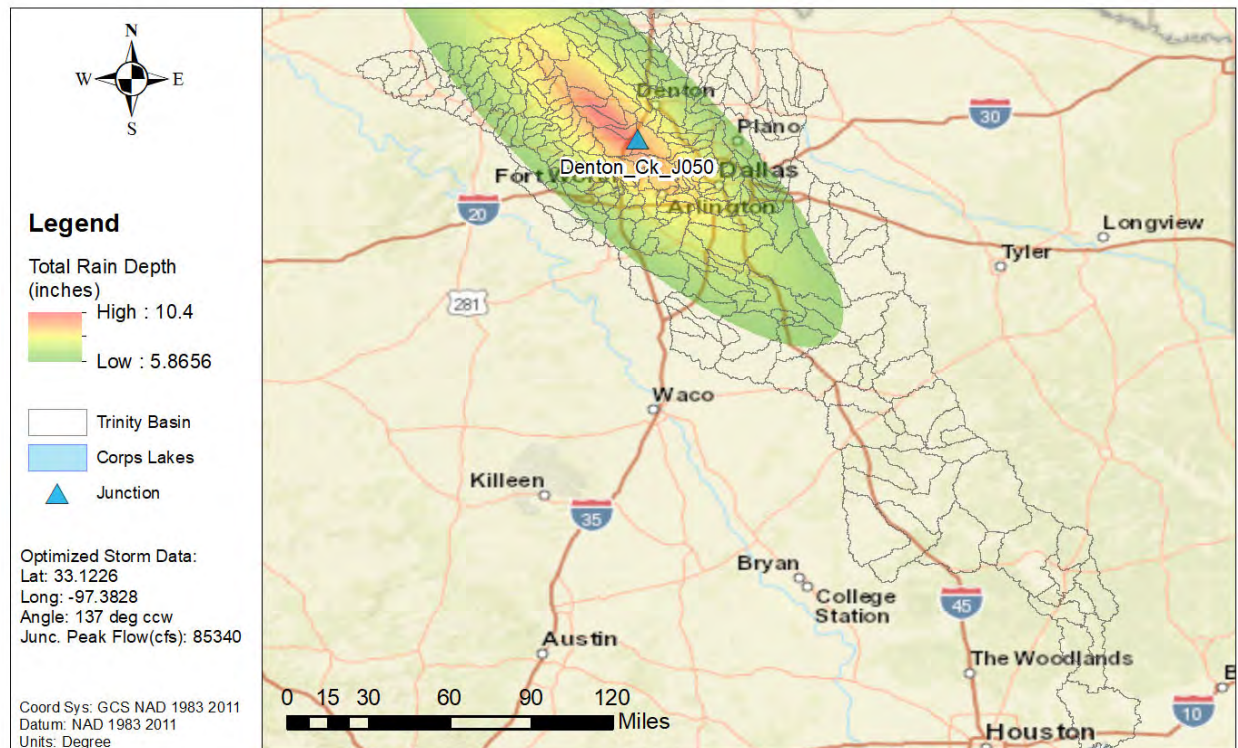 N
W
E
S
Legend
Total Rain Depth
(inches)
High : 10.4
Low : 5.8656
Trinity Basin
Corps Lakes
Junction
Optimized Storm Data:
Lat: 33.1226
Long: -97.3828
Angle: 137 deg ccw
Junc. Peak Flow(cfs): 85340
Coord Sys: GCS NAD 1983 2011
Datum: NAD 1983 2011
Units: Degree
Denton
30
Plano
Denton_Ck_J050
Dallas
Fort Wor
20
Arlington
Longview
Tyler
281
Waco
Killeen
35
Bryan
College
Station
45
Austin
The Woodlands
B
10
Houston
0 15 30 60 90 120
Miles